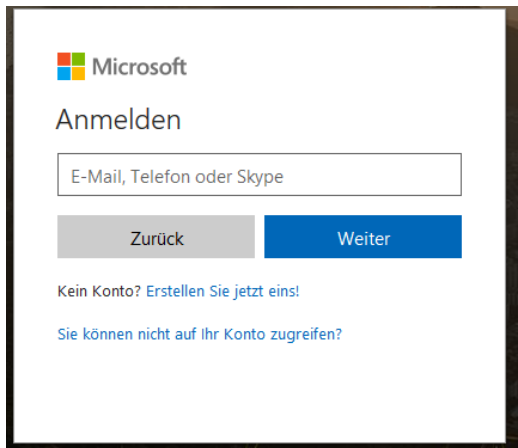 Microsoft
Anmelden
E-Mail, Telefon oder Skype
Zurück
Weiter
Kein Konto? Erstellen Sie jetzt eins!
Sie können nicht auf Ihr Konto zugreifen?